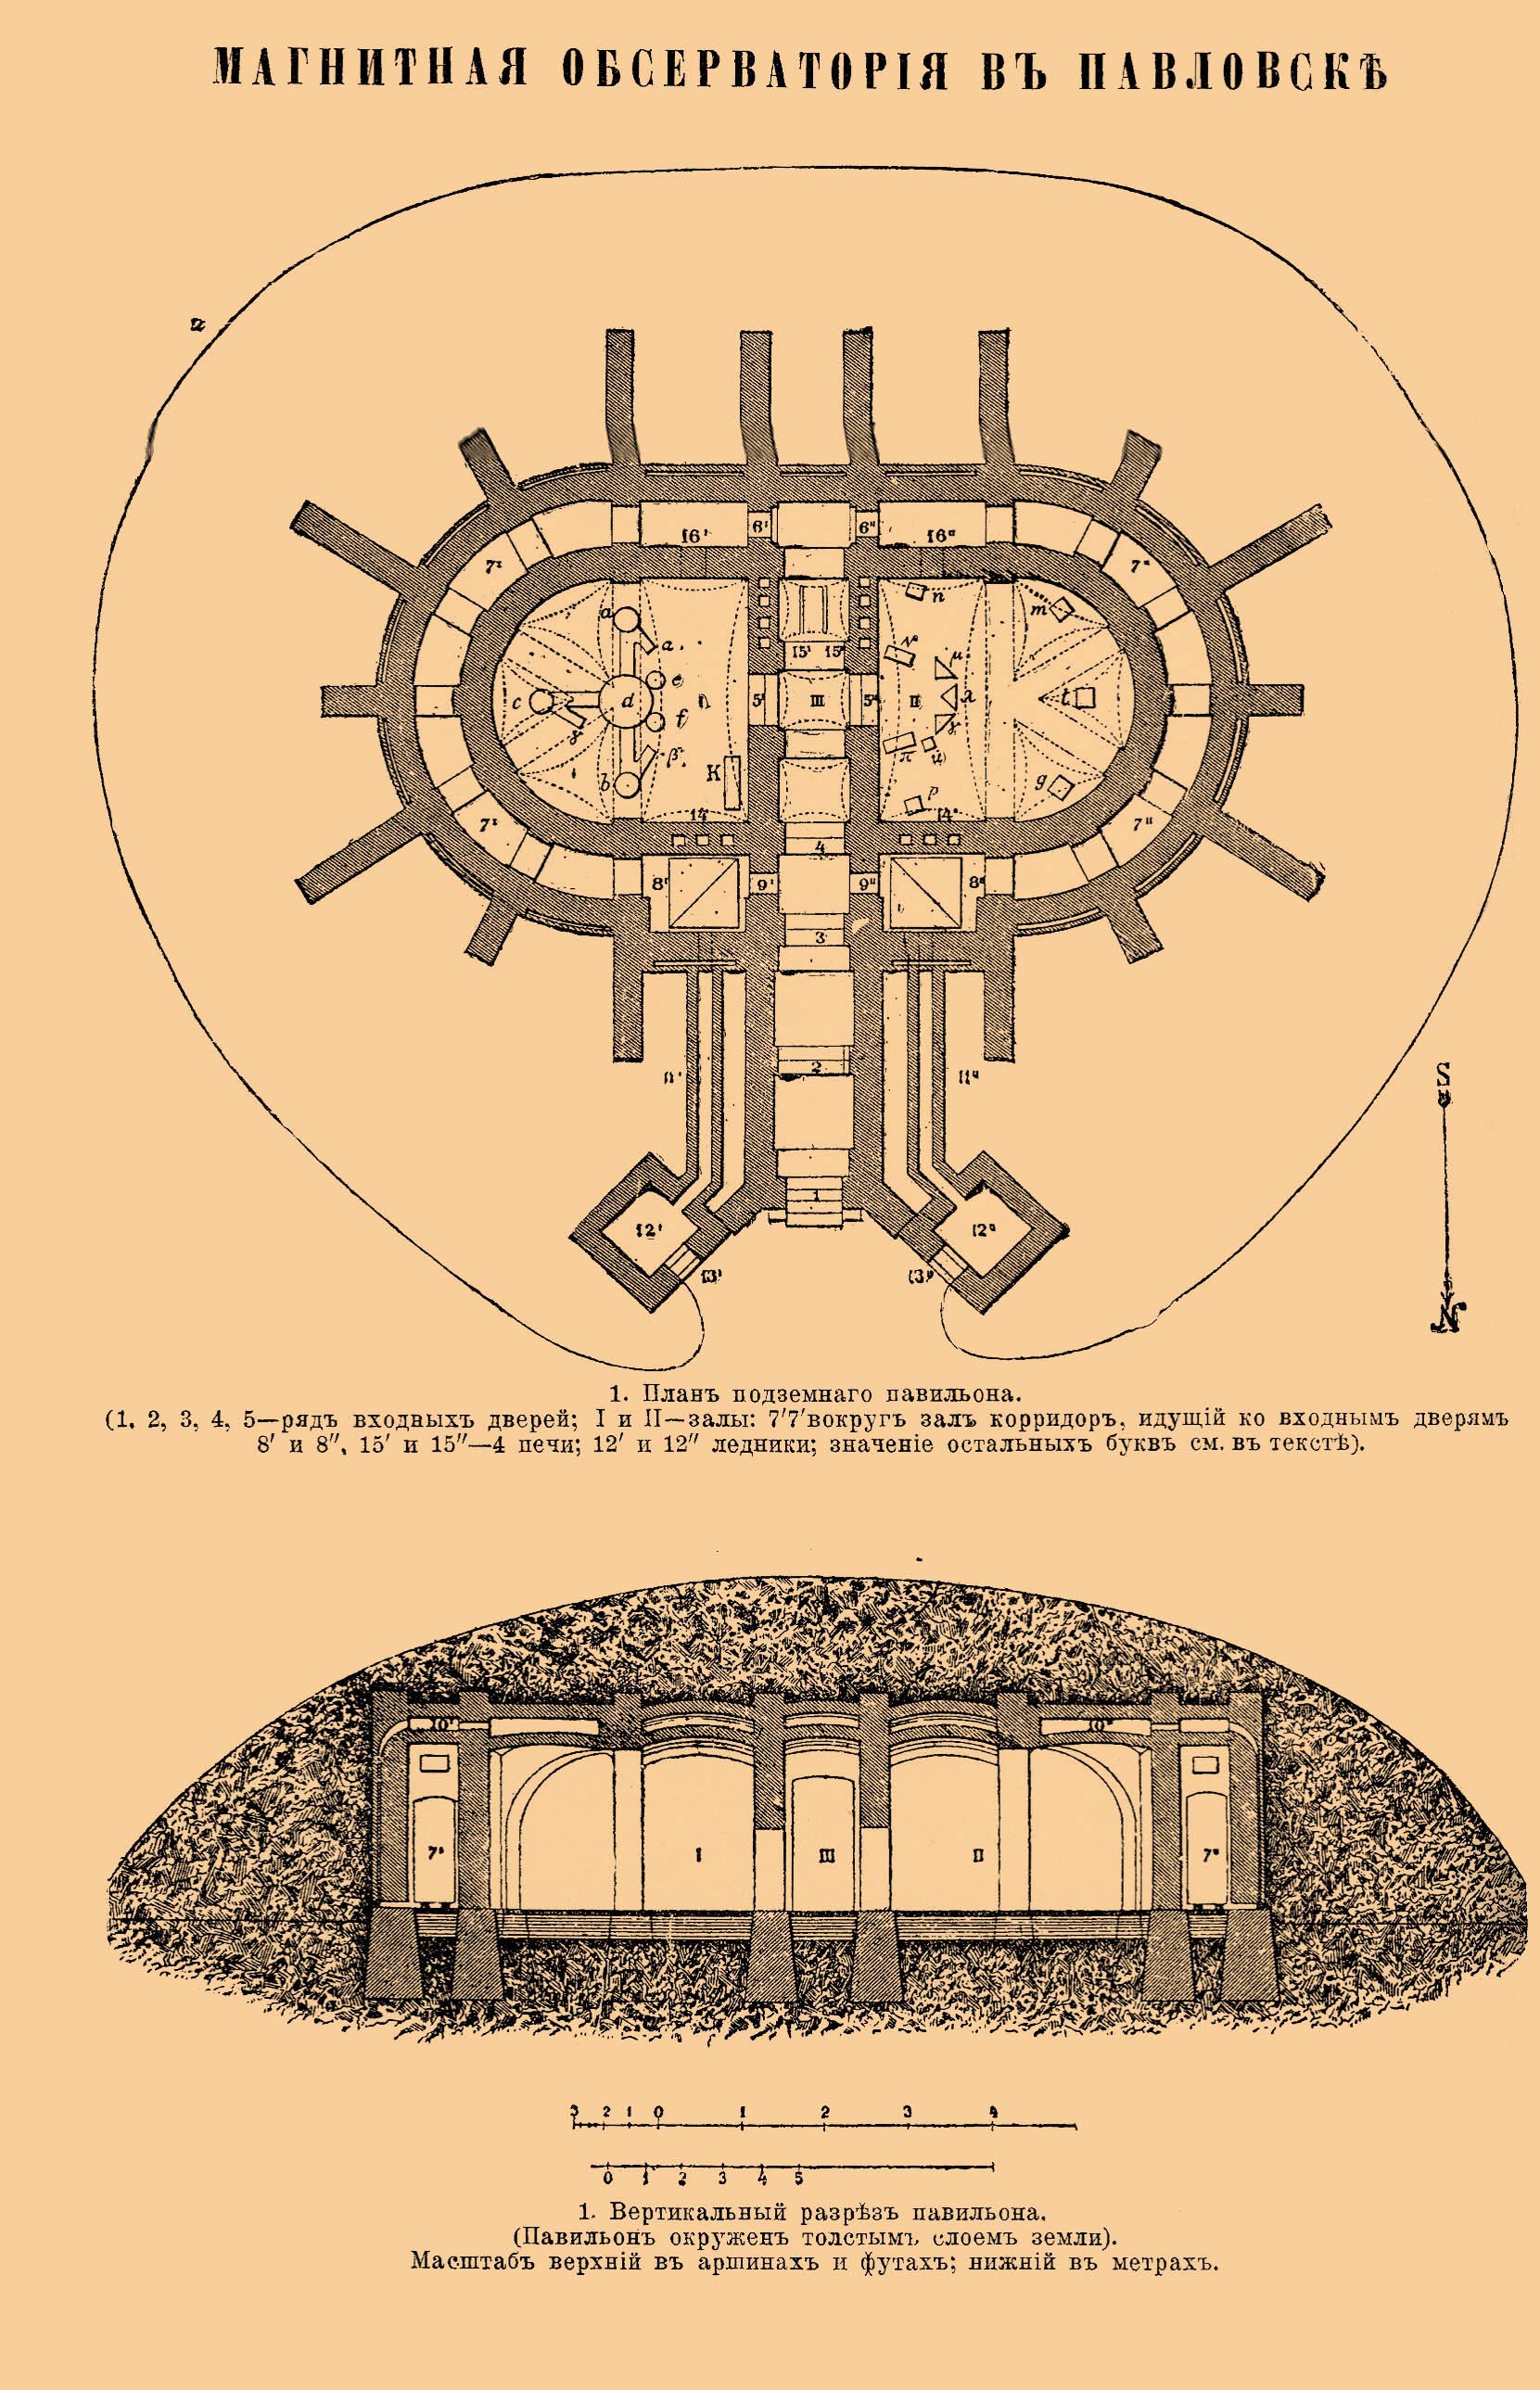 МАГНИТНАЯ ОБСЕРВАТОРІЯ ВЪ ПАВЛОВСКѢ
a
16' 6' 6" 16"
7' 7"
a n m
a
15' 15"
e μ
c d 5' III 5" II λ t
f
β
b K g
p
14' 14"
7' 7"
4
8' 9' 9" 8"
3
S
2
11' 11"
1
12' 12"
13' 13"
N
1. Планъ подземнаго павильона.
(1, 2, 3, 4, 5—рядъ входныхъ дверей; I и II—залы: 7'7'вокругъ залъ корридоръ, идущій ко входнымъ дверямъ
8' и 8", 15' и 15"—4 печи; 12' и 12" ледники; значеніе остальныхъ буквъ см. въ текстѣ).
10' 10"
7' I III II 7"
3 2 1 0 1 2 3 4
0 1 2 3 4 5
1. Вертикальный разрѣзъ павильона.
(Павильонъ окруженъ толстымъ слоемъ земли).
Масштабъ верхній въ аршинахъ и футахъ; нижній въ метрахъ.